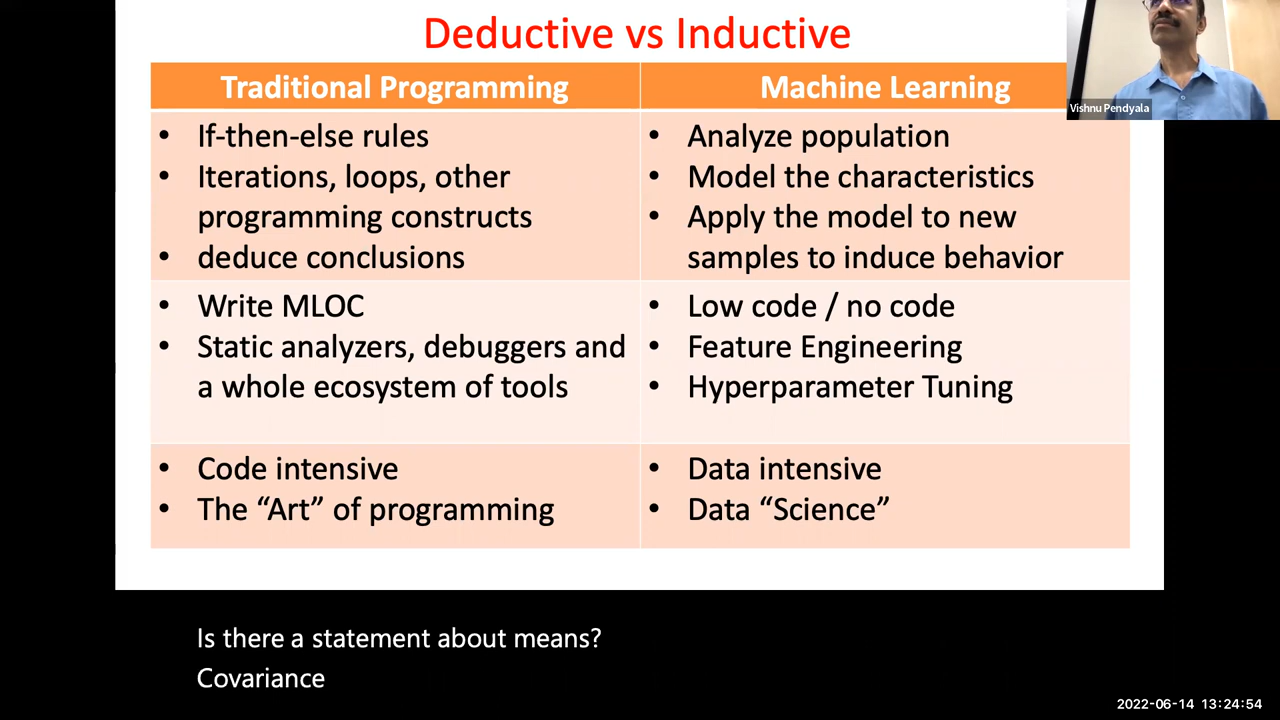 Deductive vs Inductive
Traditional Programming
Machine Learning
Vishnu Pendyala
• If-then-else rules
• Iterations, loops, other
programming constructs
• deduce conclusions
• Analyze population
• Model the characteristics
• Apply the model to new
samples to induce behavior
• Write MLOC
• Static analyzers, debuggers and
a whole ecosystem of tools
• Low code / no code
• Feature Engineering
• Hyperparameter Tuning
• Code intensive
• The “Art” of programming
• Data intensive
• Data “Science”
Is there a statement about means?
Covariance
2022-06-14 13:24:54